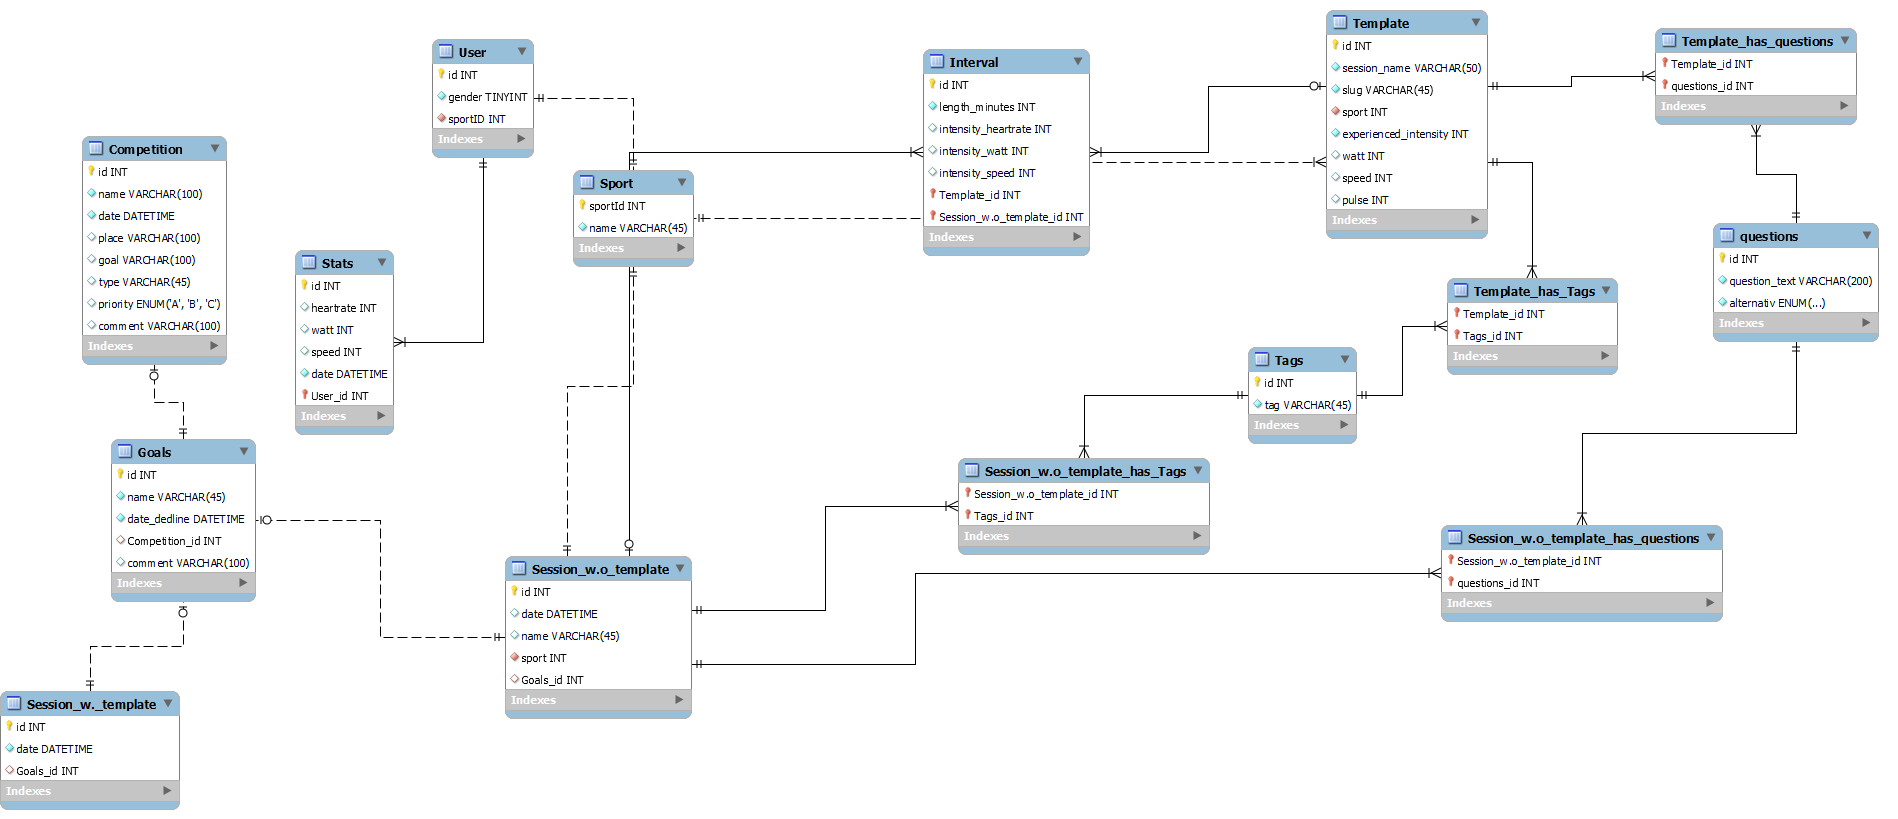 User
id INT
gender TINYINT
sportID INT
Indexes
Competition
id INT
name VARCHAR(100)
date DATETIME
place VARCHAR(100)
goal VARCHAR(100)
type VARCHAR(45)
priority ENUM('A', 'B', 'C')
comment VARCHAR(100)
Indexes
Stats
id INT
heartrate INT
watt INT
speed INT
date DATETIME
User_id INT
Indexes
Sport
sportId INT
name VARCHAR(45)
Indexes
Interval
id INT
length_minutes INT
intensity_heartrate INT
intensity_watt INT
intensity_speed INT
Template_id INT
Session_w.o_template_id INT
Indexes
Template
id INT
session_name VARCHAR(50)
slug VARCHAR(45)
sport INT
experienced_intensity INT
watt INT
speed INT
pulse INT
Indexes
Template_has_questions
Template_id INT
questions_id INT
Indexes
questions
id INT
question_text VARCHAR(200)
alternativ ENUM(...)
Indexes
Template_has_Tags
Template_id INT
Tags_id INT
Indexes
Tags
id INT
tag VARCHAR(45)
Indexes
Goals
id INT
name VARCHAR(45)
date_dedline DATETIME
Competition_id INT
comment VARCHAR(100)
Indexes
Session_w.o_template_has_Tags
Session_w.o_template_id INT
Tags_id INT
Indexes
Session_w.o_template_has_questions
Session_w.o_template_id INT
questions_id INT
Indexes
Session_w.o_template
id INT
date DATETIME
name VARCHAR(45)
sport INT
Goals_id INT
Indexes
Session_w._template
id INT
date DATETIME
Goals_id INT
Indexes